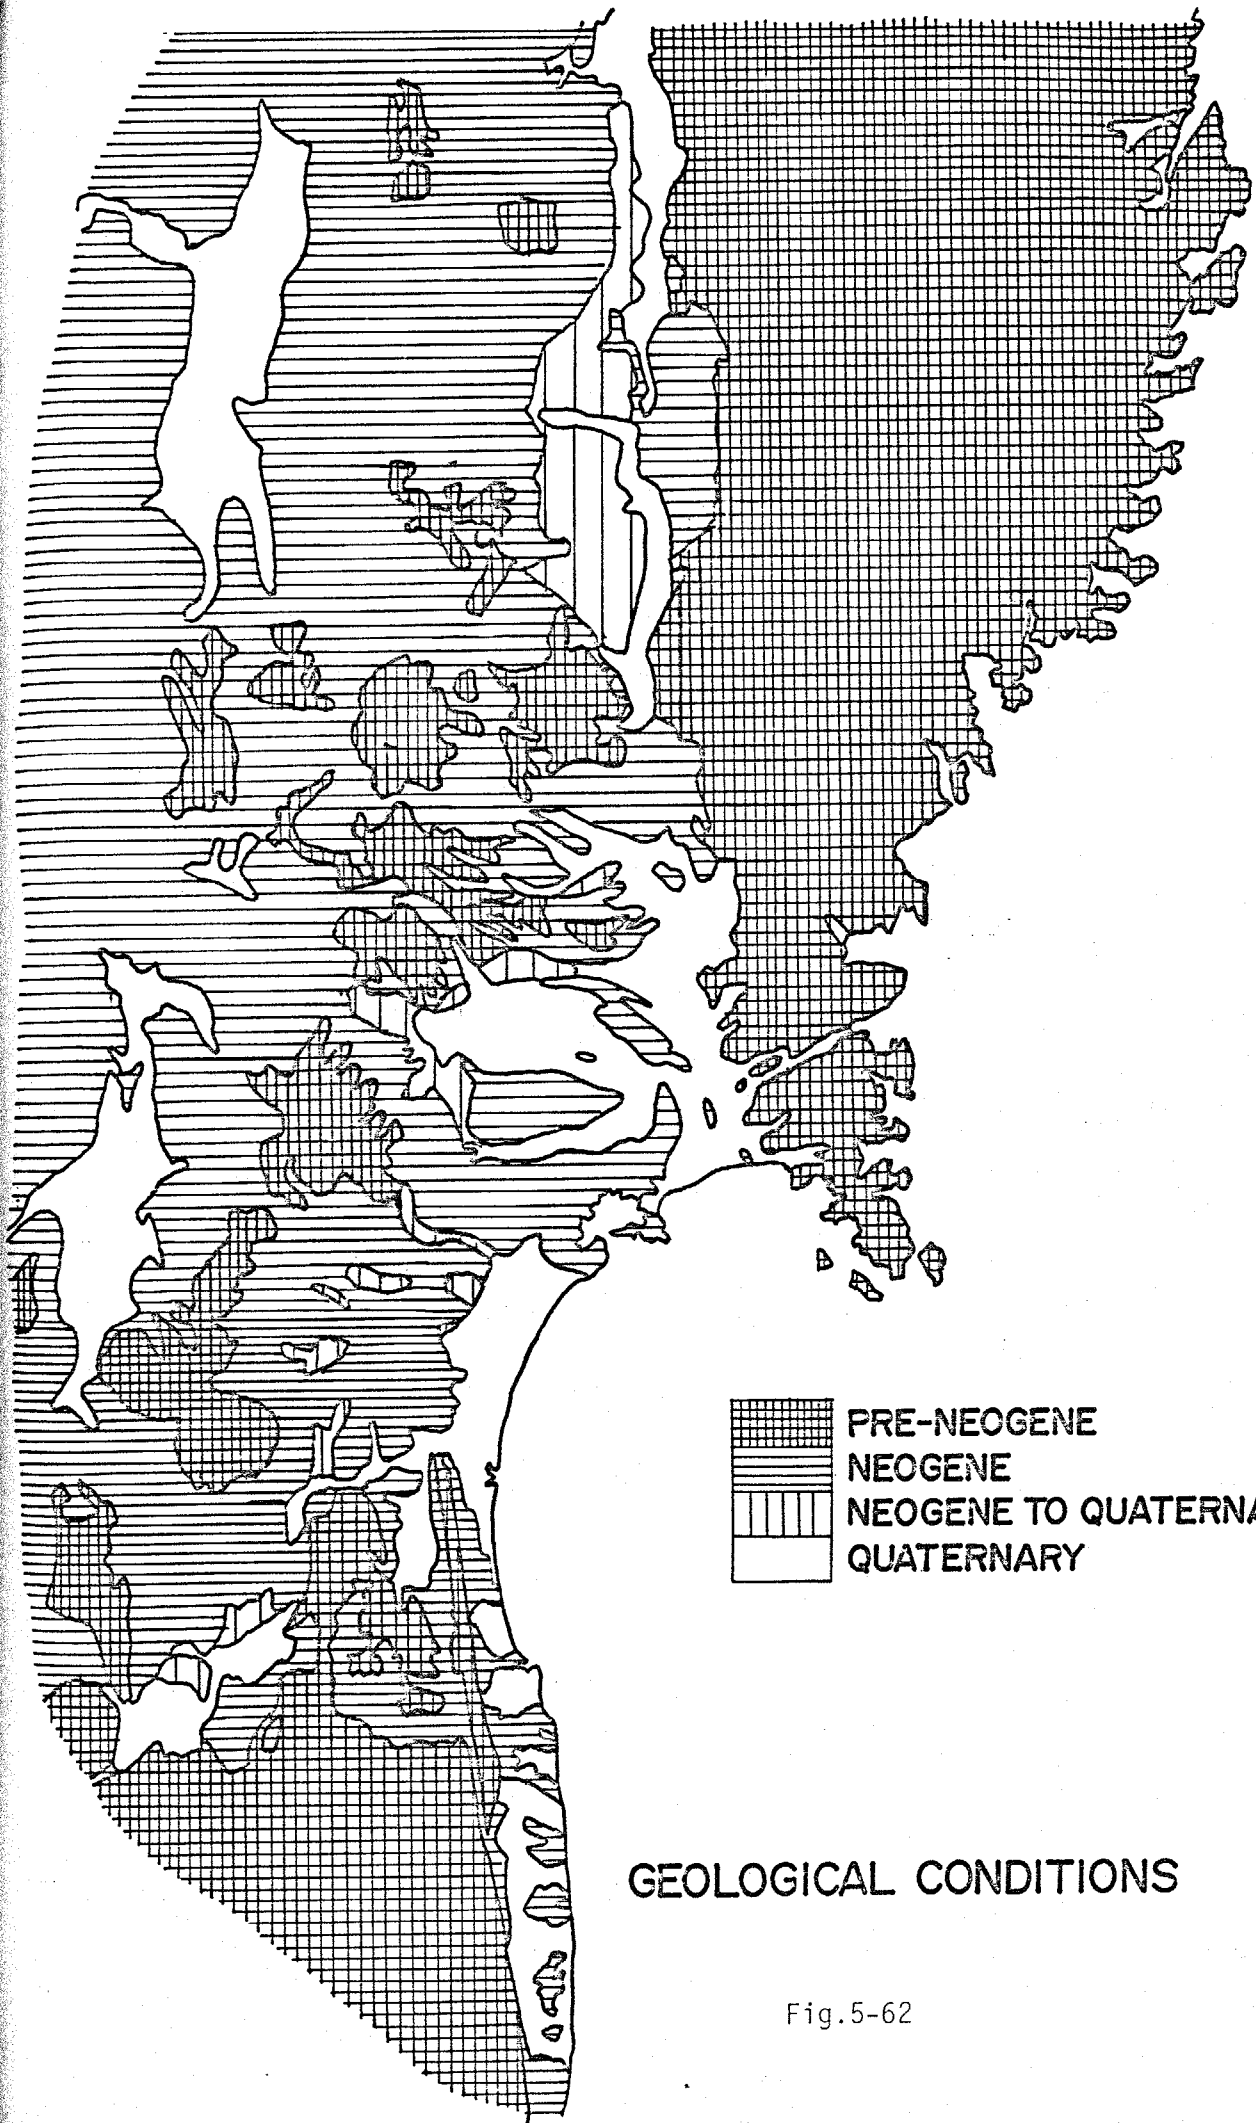 PRE-NEOGENE
NEOGENE
NEOGENE TO QUATERNA
QUATERNARY
GEOLOGICAL CONDITIONS
Fig.5-62